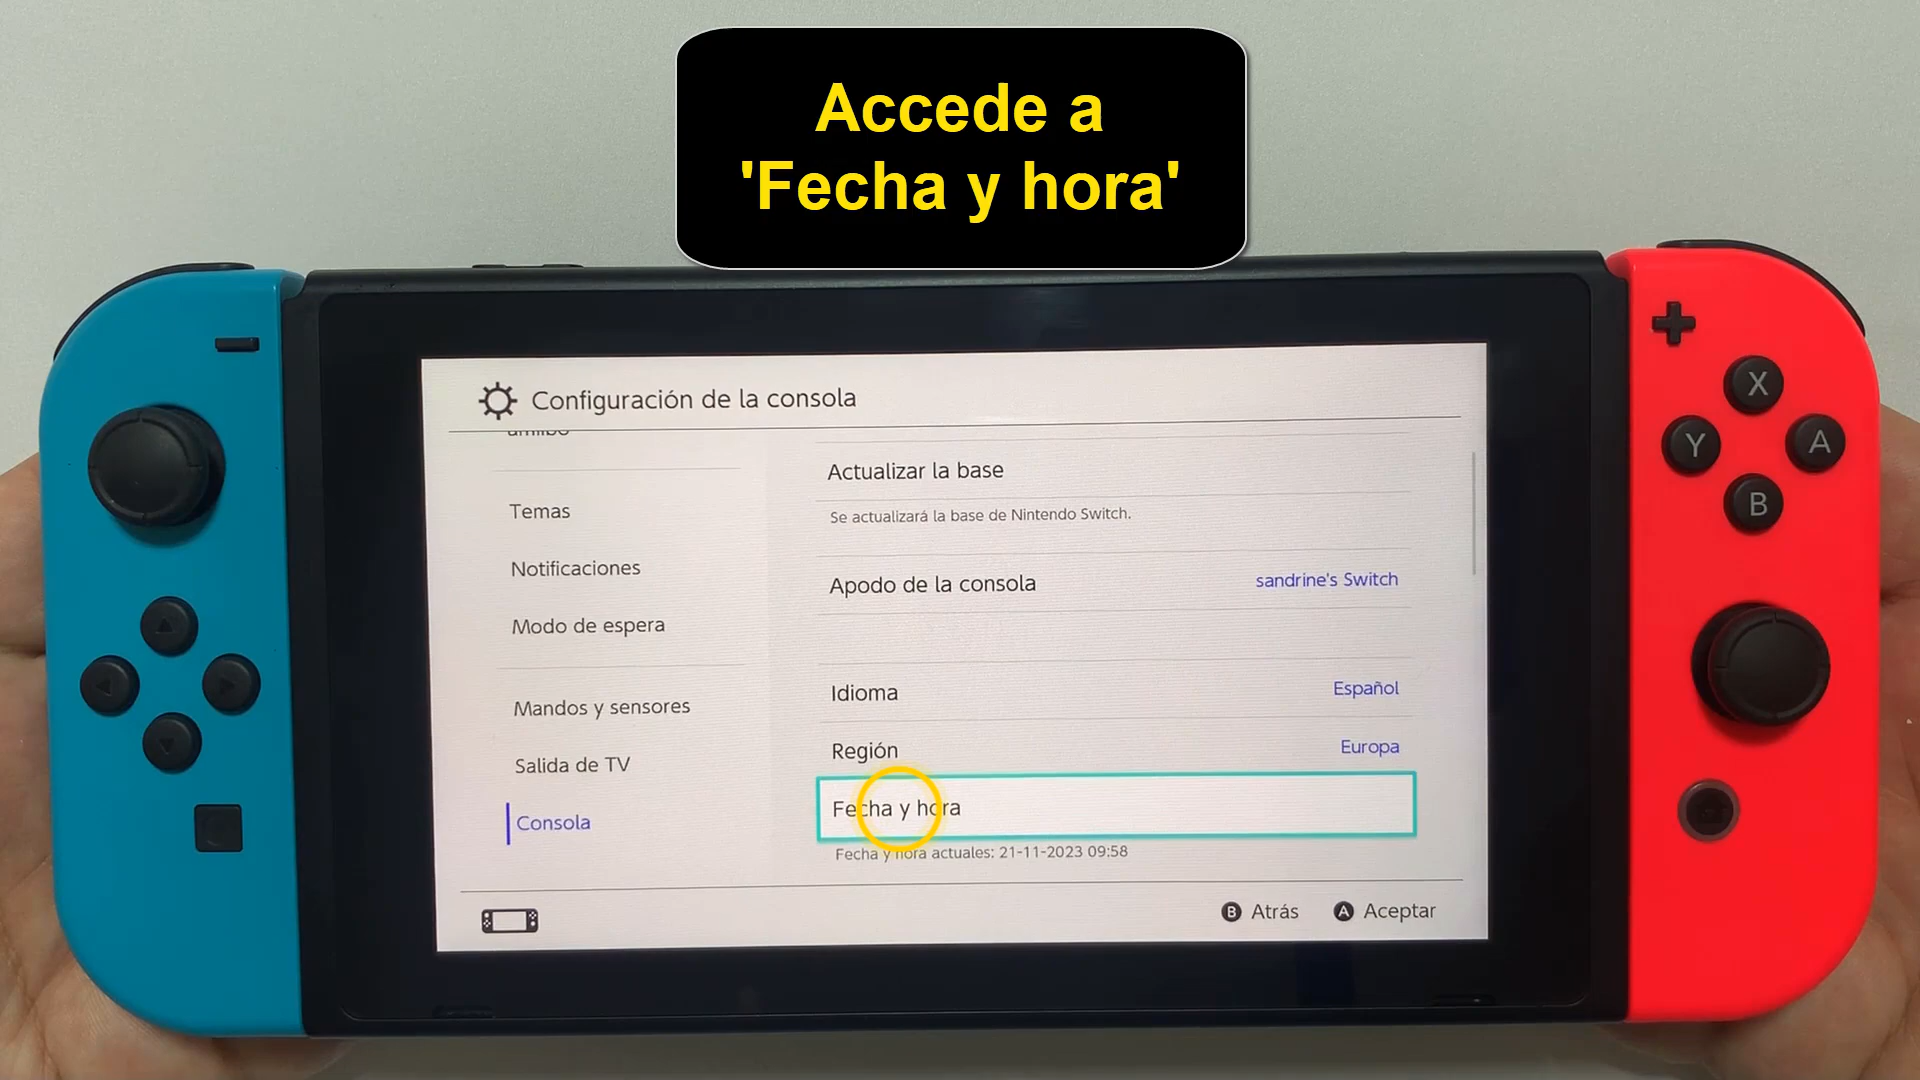 Accede a
'Fecha y hora'
Configuración de la consola
amiibo
Temas
Notificaciones
Modo de espera
Mandos y sensores
Salida de TV
Consola
Actualizar la base
Se actualizará la base de Nintendo Switch.
Apodo de la consola sandrine's Switch
Idioma Español
Región Europa
Fecha y hora
Fecha y hora actuales: 21-11-2023 09:58
B Atrás A Aceptar
X
Y
A
B